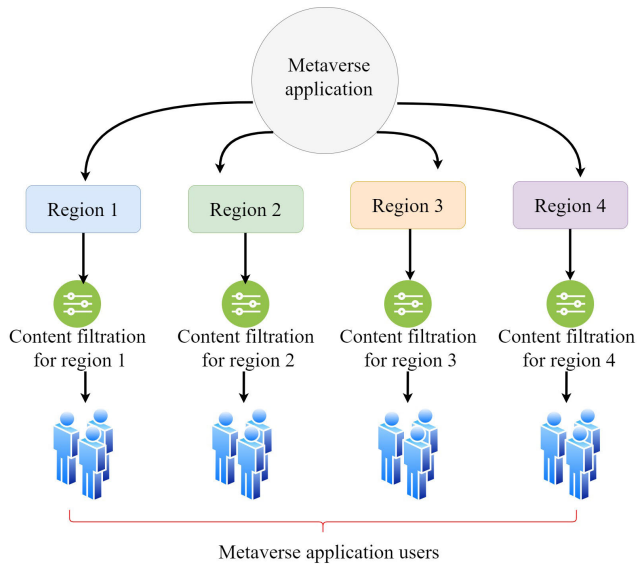 Metaverse
application
Region 1
Region 2
Region 3
Region 4
Content filtration
for region 1
Content filtration
for region 2
Content filtration
for region 3
Content filtration
for region 4
Metaverse application users